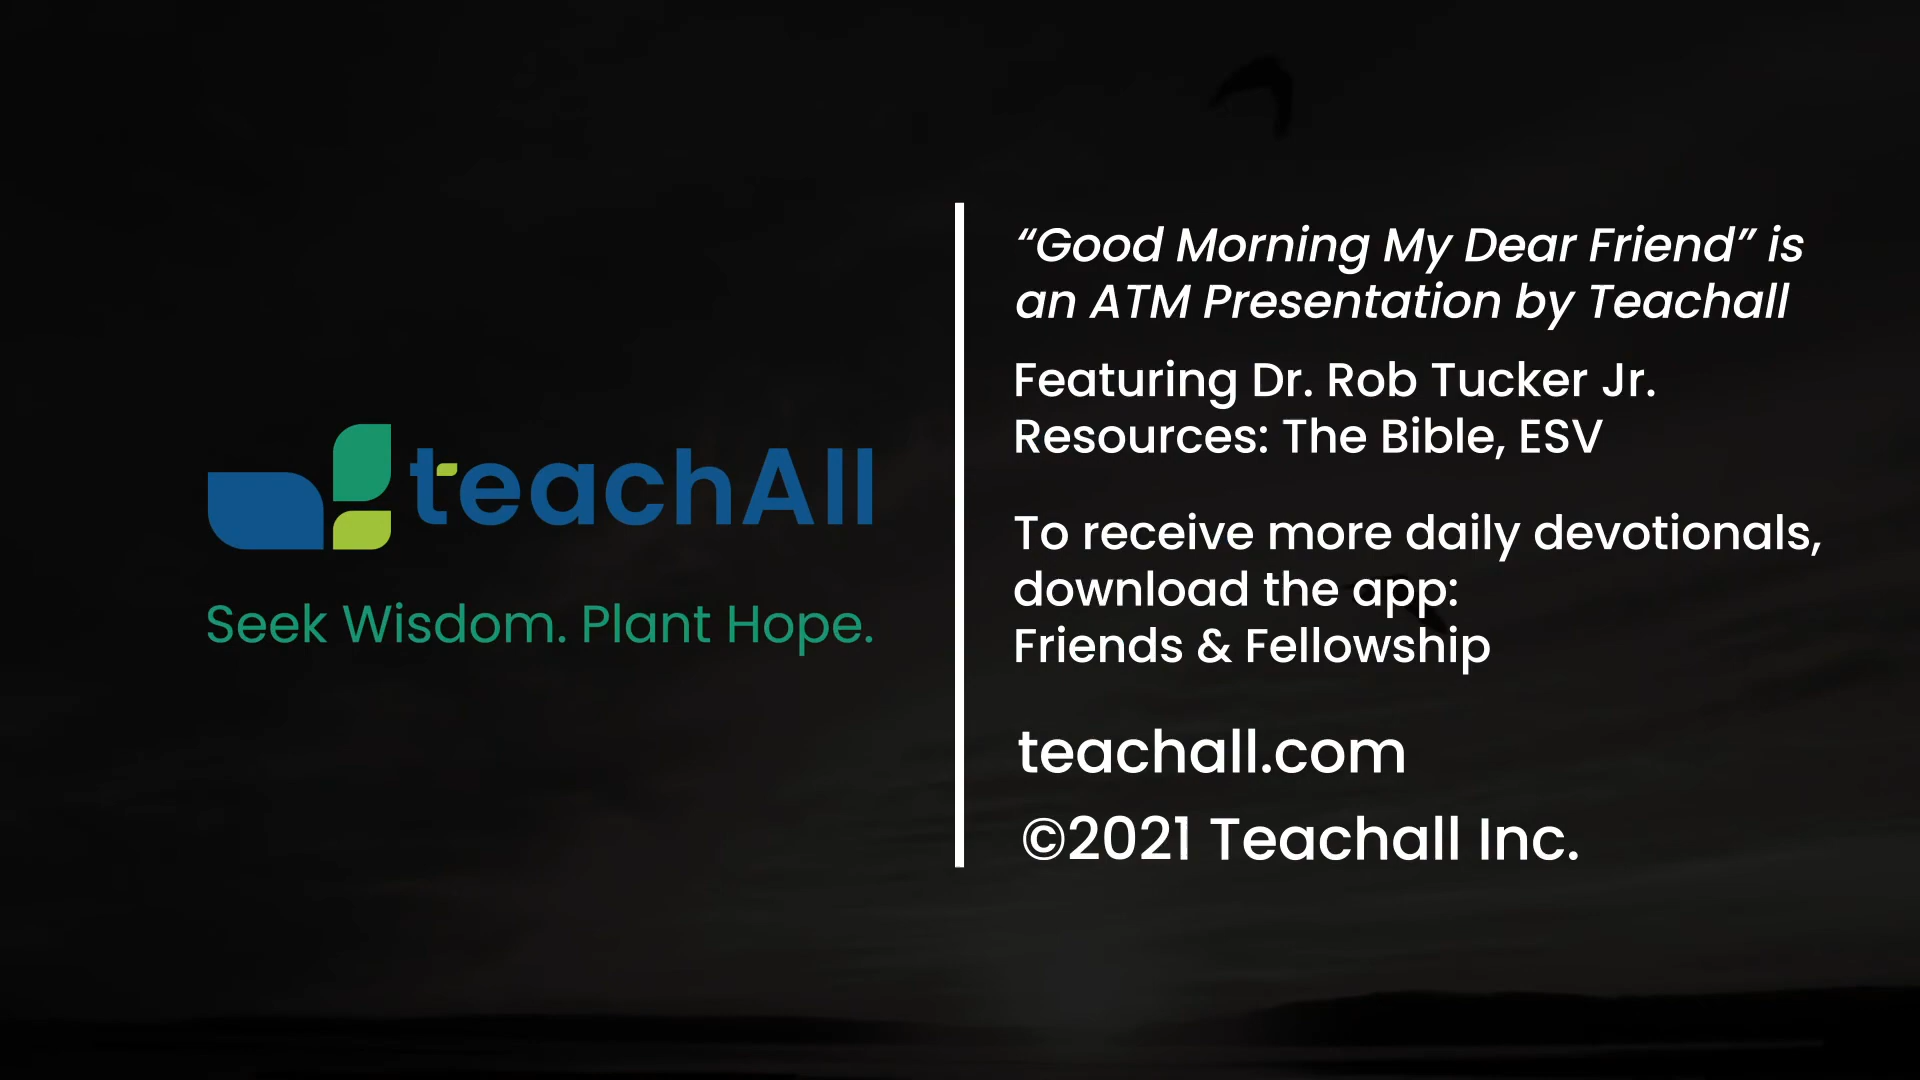 teachAll
Seek Wisdom. Plant Hope.
“Good Morning My Dear Friend” is
an ATM Presentation by Teachall
Featuring Dr. Rob Tucker Jr.
Resources: The Bible, ESV
To receive more daily devotionals,
download the app:
Friends & Fellowship
teachall.com
©2021 Teachall Inc.